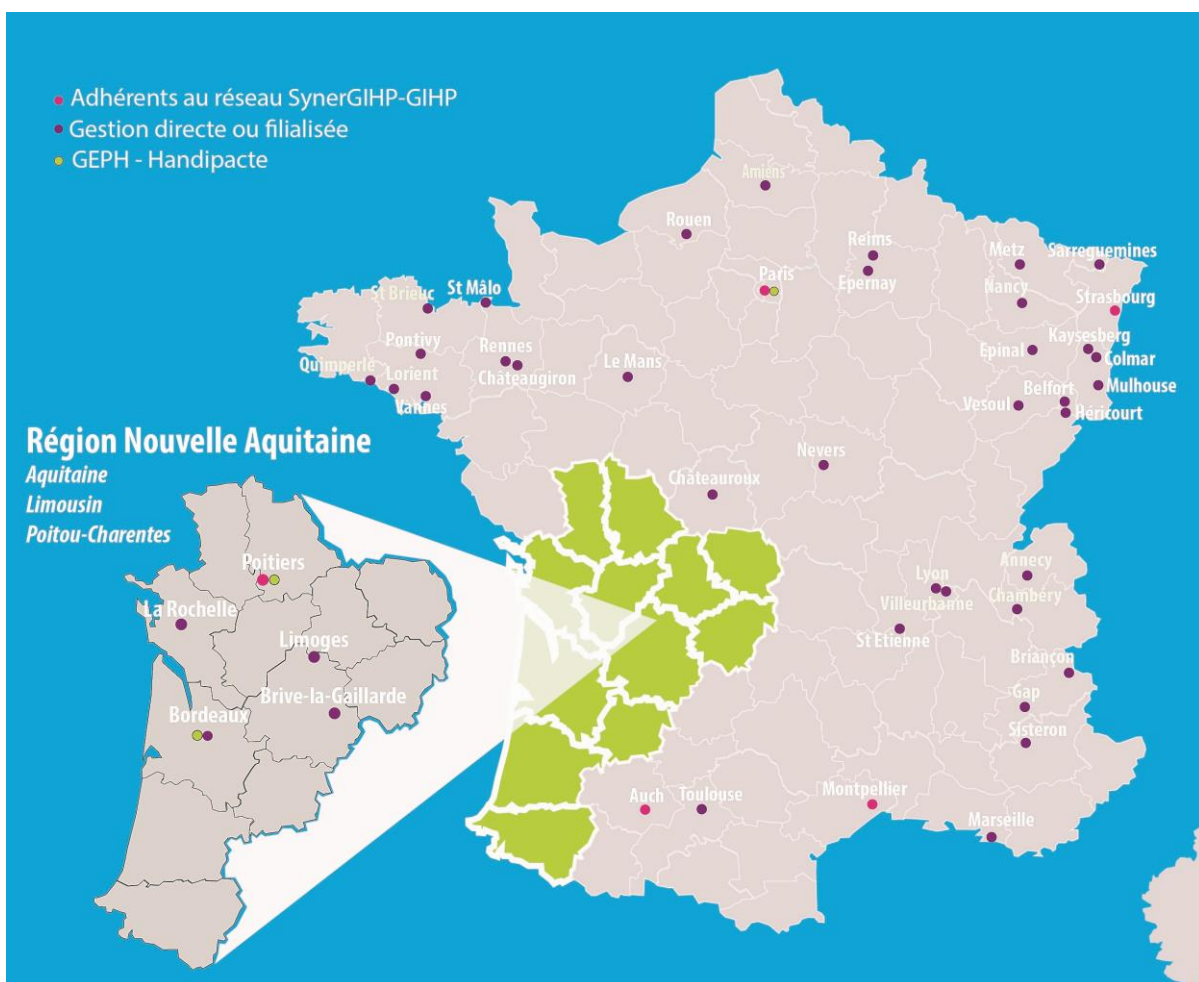 Adhérents au réseau SynerGIHP-GIHP
Gestion directe ou filialisée
GEPH - Handipacte
Amiens
Rouen
Reims
Metz
Sarreguemines
Paris
Epernay
Nancy
St Brieuc
St Mâlo
Strasbourg
Pontivy
Rennes
Kaysesberg
Quimperlé
Lorient
Châteaugiron
Le Mans
Epinal
Colmar
Vannes
Belfort
Mulhouse
Vesoul
Héricourt
Région Nouvelle Aquitaine
Aquitaine
Limousin
Poitou-Charentes
Nevers
Châteauroux
Poitiers
La Rochelle
Limoges
Brive-la-Gaillarde
Bordeaux
Annecy
Lyon
Chambéry
Villeurbanne
St Etienne
Briançon
Gap
Sisteron
Auch
Toulouse
Montpellier
Marseille